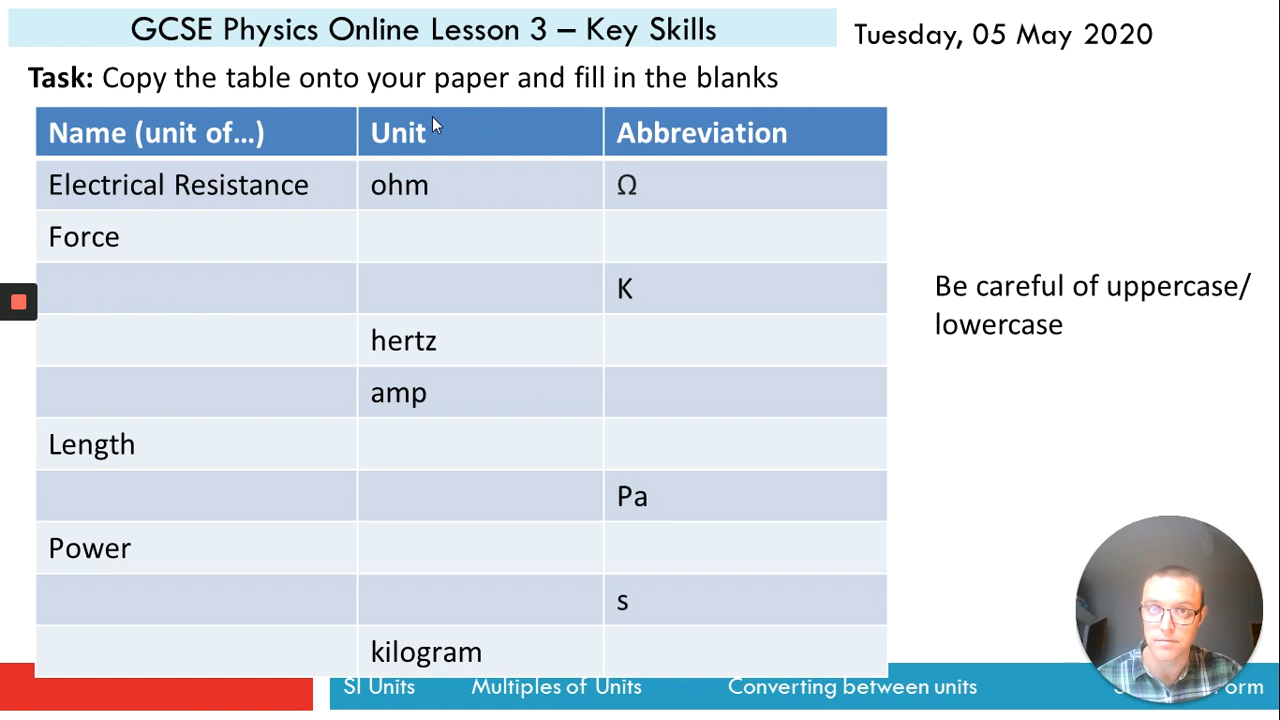 GCSE Physics Online Lesson 3 – Key Skills
Tuesday, 05 May 2020
Task: Copy the table onto your paper and fill in the blanks
Name (unit of…) Unit Abbreviation
Electrical Resistance ohm Ω
Force
K
hertz
amp
Length
Pa
Power
s
kilogram
Be careful of uppercase/
lowercase
SI Units Multiples of Units Converting between units